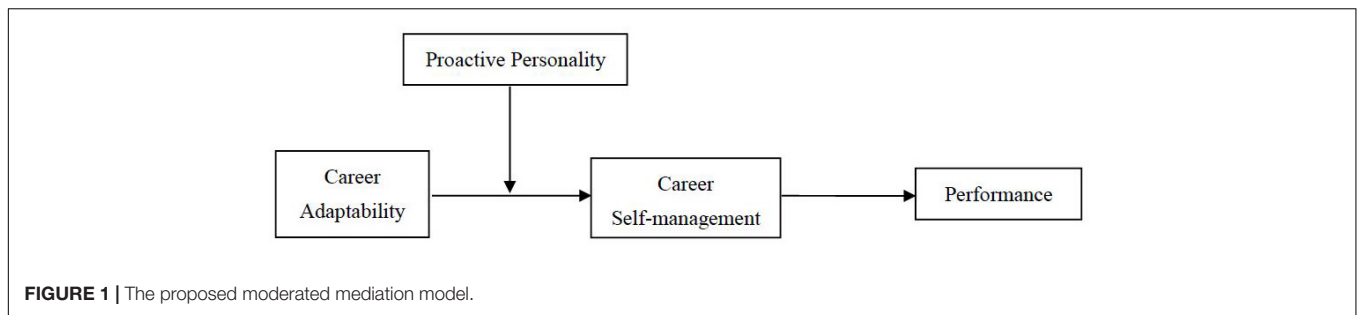 Proactive Personality
Career
Adaptability
Career
Self-management
Performance
FIGURE 1 | The proposed moderated mediation model.